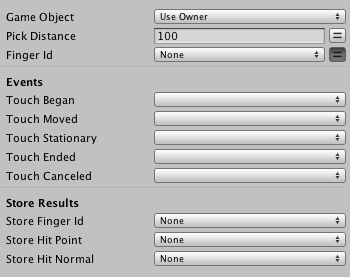 Game Object Use Owner
Pick Distance 100
Finger Id None
Events
Touch Began
Touch Moved
Touch Stationary
Touch Ended
Touch Canceled
Store Results
Store Finger Id None
Store Hit Point None
Store Hit Normal None